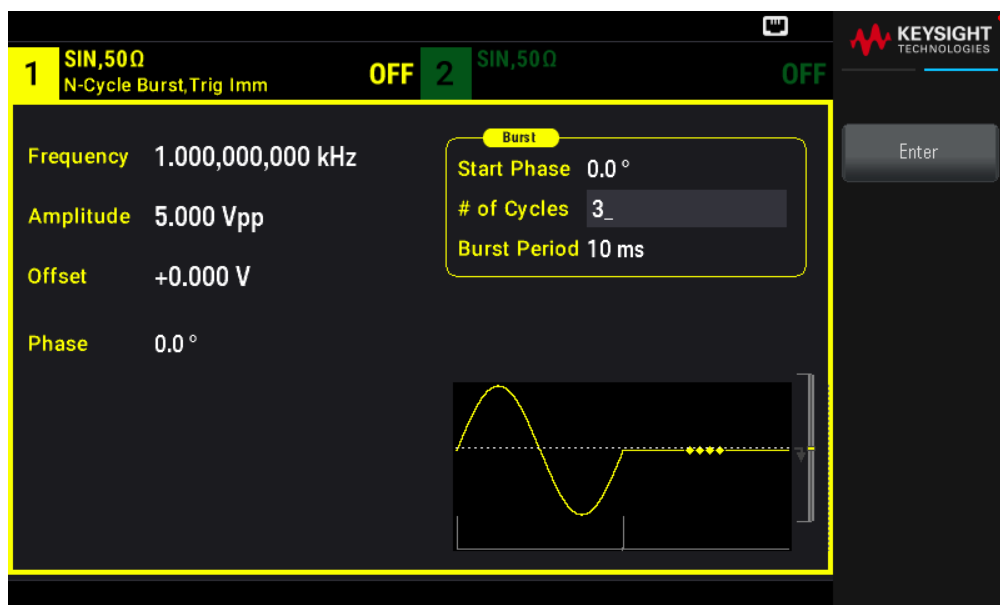 KEYSIGHT
TECHNOLOGIES
1 SIN,50Ω
N-Cycle Burst,Trig Imm
OFF
2 SIN,50Ω
OFF
Frequency 1.000,000,000 kHz
Amplitude 5.000 Vpp
Offset +0.000 V
Phase 0.0 °
Burst
Start Phase 0.0 °
# of Cycles 3_
Burst Period 10 ms
Enter